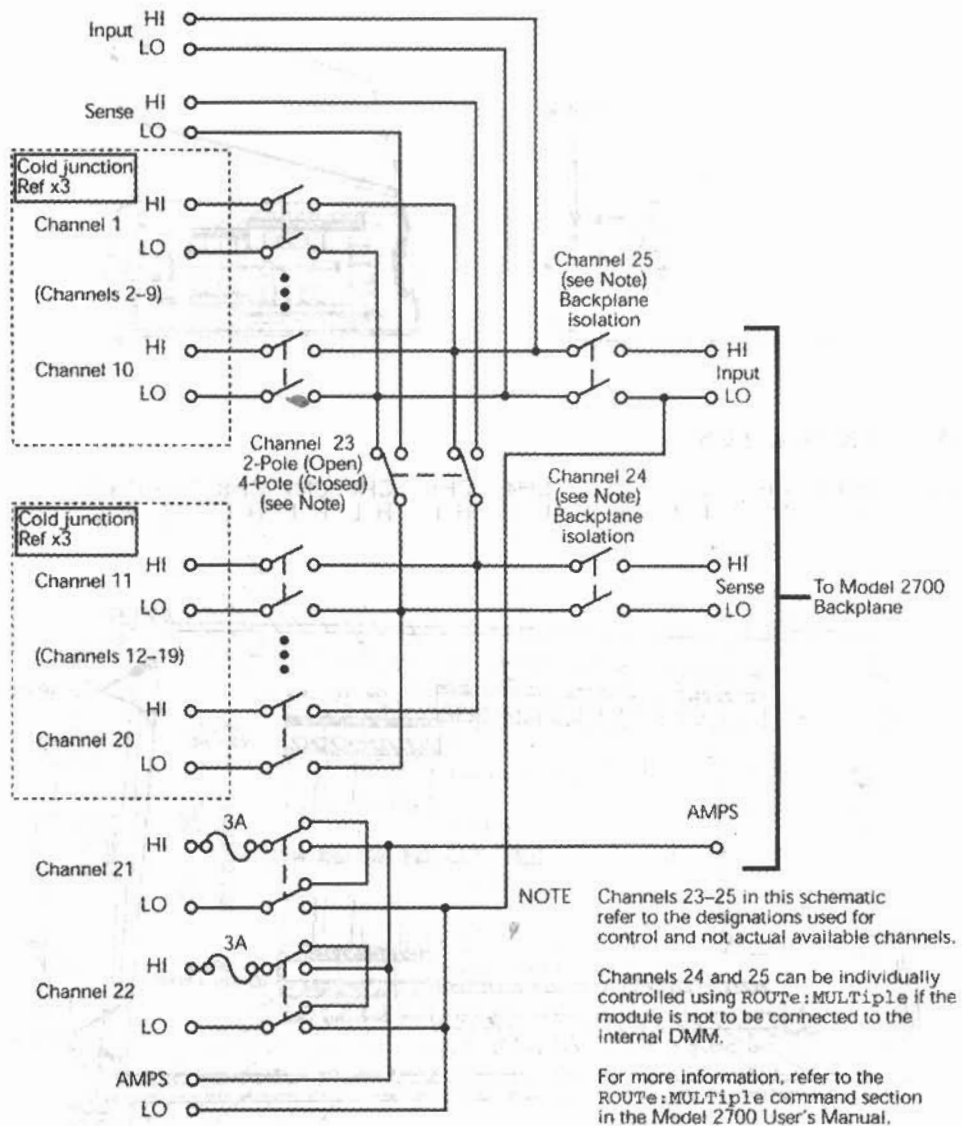 Input HI
LO
Sense HI
LO
Cold junction
Ref x3
HI
Channel 1
LO
(Channels 2–9)
HI
Channel 10
LO
Channel 25
(see Note)
Backplane
isolation
HI
Input
LO
Channel 23
2-Pole (Open)
4-Pole (Closed)
(see Note)
Channel 24
(see Note)
Backplane
isolation
Cold junction
Ref x3
HI
Channel 11
LO
(Channels 12–19)
HI
Channel 20
LO
HI
Sense
LO
To Model 2700
Backplane
AMPS
3A
HI
Channel 21
LO
3A
HI
Channel 22
LO
AMPS
LO
NOTE Channels 23–25 in this schematic
refer to the designations used for
control and not actual available channels.
Channels 24 and 25 can be individually
controlled using ROUTe:MULTiple if the
module is not to be connected to the
internal DMM.
For more information, refer to the
ROUTe:MULTiple command section
in the Model 2700 User's Manual.